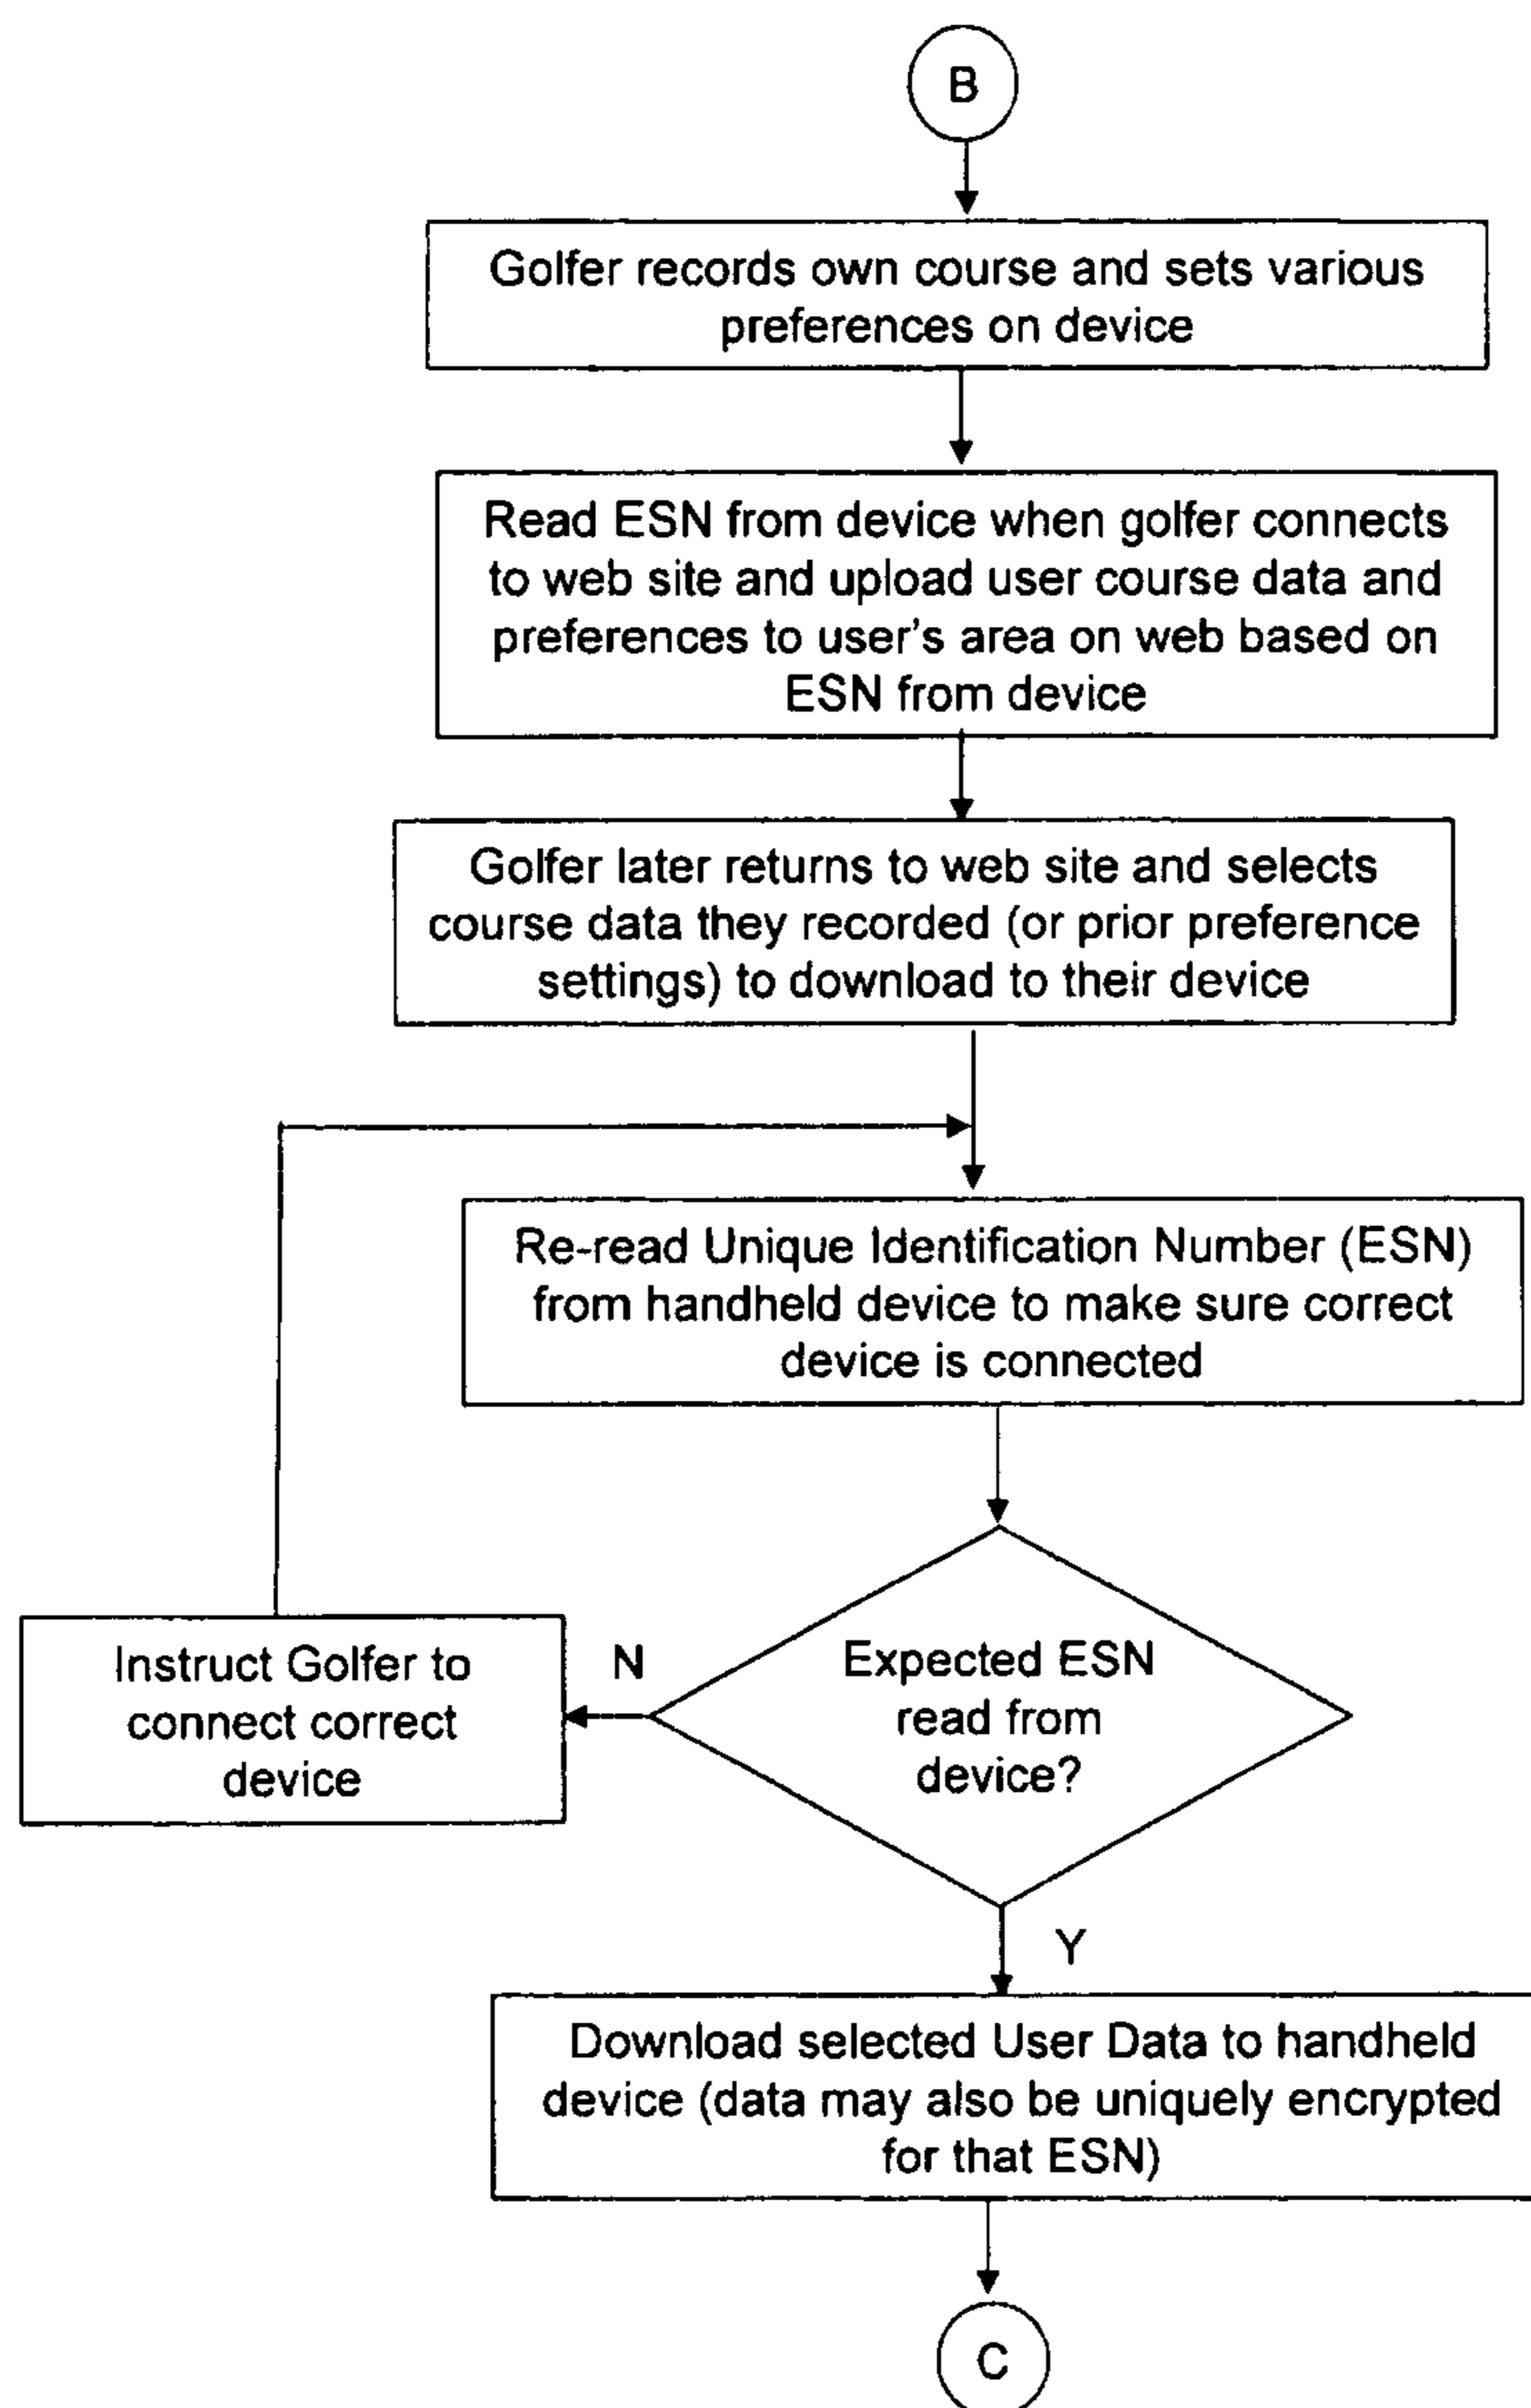 B
Golfer records own course and sets various
preferences on device
Read ESN from device when golfer connects
to web site and upload user course data and
preferences to user's area on web based on
ESN from device
Golfer later returns to web site and selects
course data they recorded (or prior preference
settings) to download to their device
Re-read Unique Identification Number (ESN)
from handheld device to make sure correct
device is connected
Expected ESN
read from
device?
N
Instruct Golfer to
connect correct
device
Y
Download selected User Data to handheld
device (data may also be uniquely encrypted
for that ESN)
C